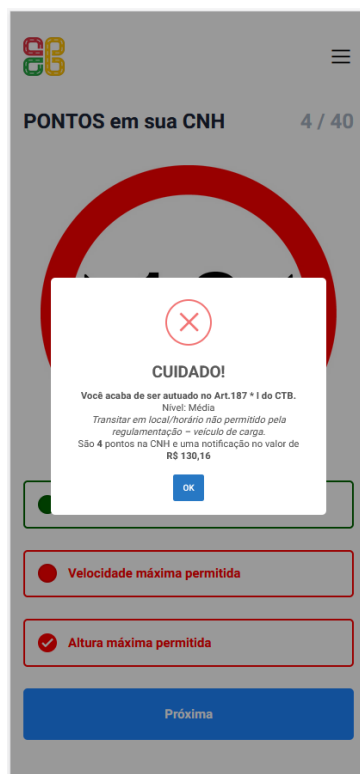 PONTOS em sua CNH 4 / 40
CUIDADO!
Você acaba de ser autuado no Art.187 * I do CTB.
Nível: Média
Transitar em local/horário não permitido pela
regulamentação – veículo de carga.
São 4 pontos na CNH e uma notificação no valor de
R$ 130,16
OK
Velocidade máxima permitida
Altura máxima permitida
Próxima